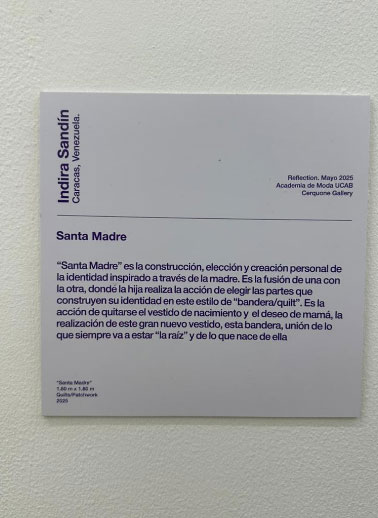 Indira Sandín
Caracas, Venezuela.
Reflection. Mayo 2025
Academia de Moda UCAB
Cerquone Gallery
Santa Madre
“Santa Madre” es la construcción, elección y creación personal de
la identidad inspirado a través de la madre. Es la fusión de una con
la otra, donde la hija realiza la acción de elegir las partes que
construyen su identidad en este estilo de “bandera/quilt”. Es la
acción de quitarse el vestido de nacimiento y el deseo de mamá, la
realización de este gran nuevo vestido, esta bandera, unión de lo
que siempre va a estar “la raíz” y de lo que nace de ella
"Santa Madre"
1.80 m x 1.80 m
Quilts/Patchwork
2025